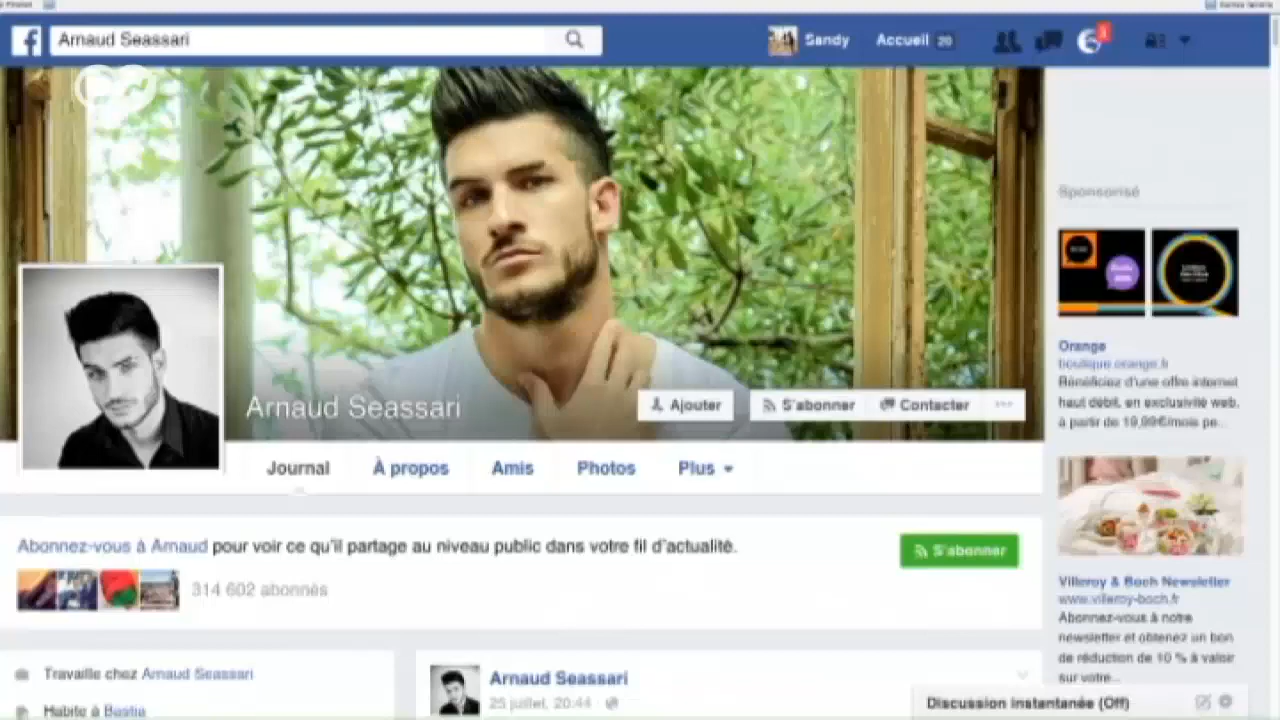 Arnaud Seassari
Sandy
Accueil 20
3
Arnaud Seassari
Ajouter
S'abonner
Contacter
Journal
À propos
Amis
Photos
Plus
Abonnez-vous à Arnaud pour voir ce qu'il partage au niveau public dans votre fil d'actualité.
S'abonner
314 602 abonnés
Travaille chez Arnaud Seassari
Habite à Bastia
Arnaud Seassari
25 juillet, 20:44
Sponsorisé
Orange
boutique.orange.fr
Bénéficiez d'une offre internet
haut débit, en exclusivité web,
à partir de 19,99€/mois pe...
Villeroy & Boch Newsletter
www.villeroy-boch.fr
Abonnez-vous à notre
newsletter et obtenez un bon
de réduction de 10 % à valoir
sur votre...
Discussion instantanée (Off)